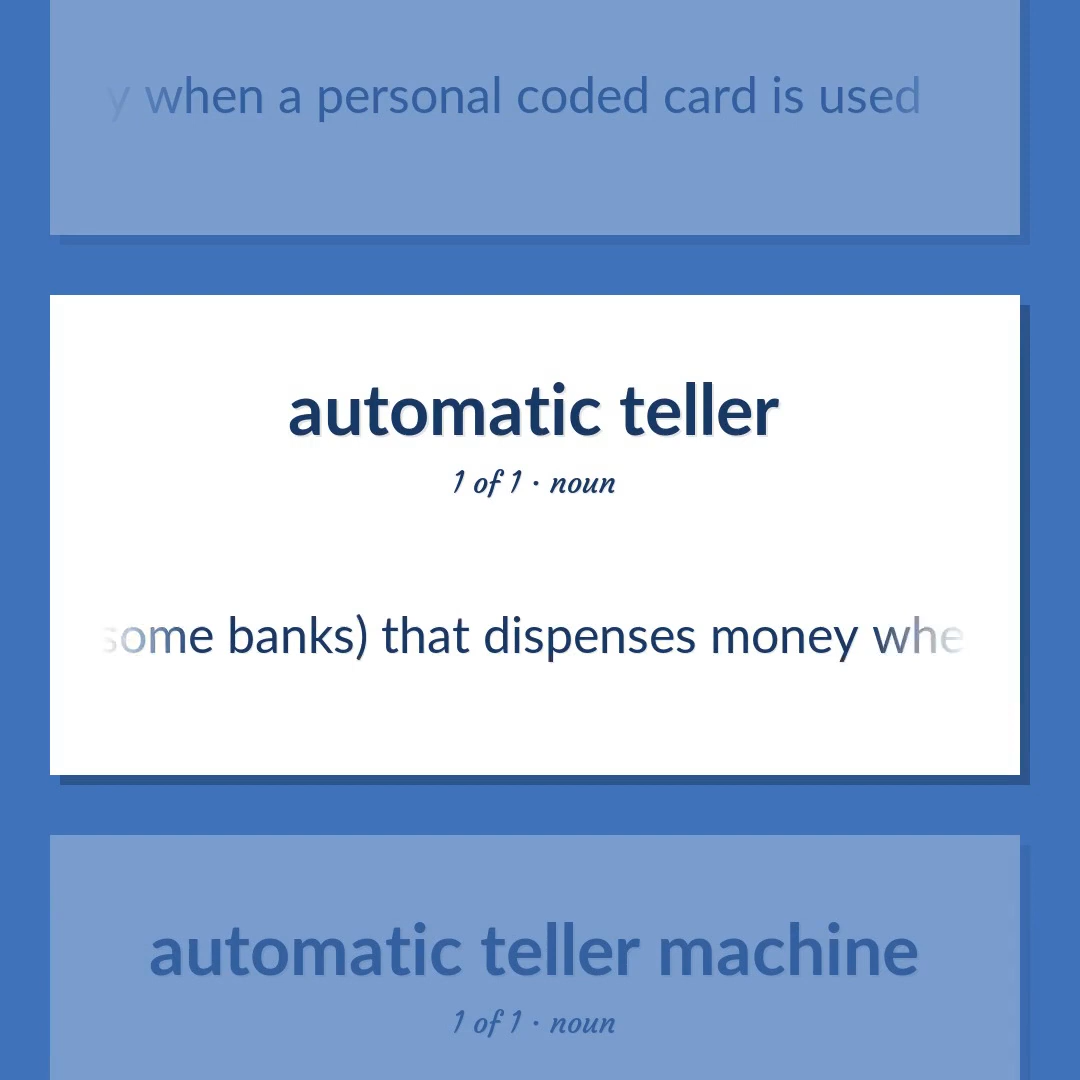 y when a personal coded card is used
automatic teller
1 of 1 · noun
some banks) that dispenses money whe
automatic teller machine
1 of 1 · noun